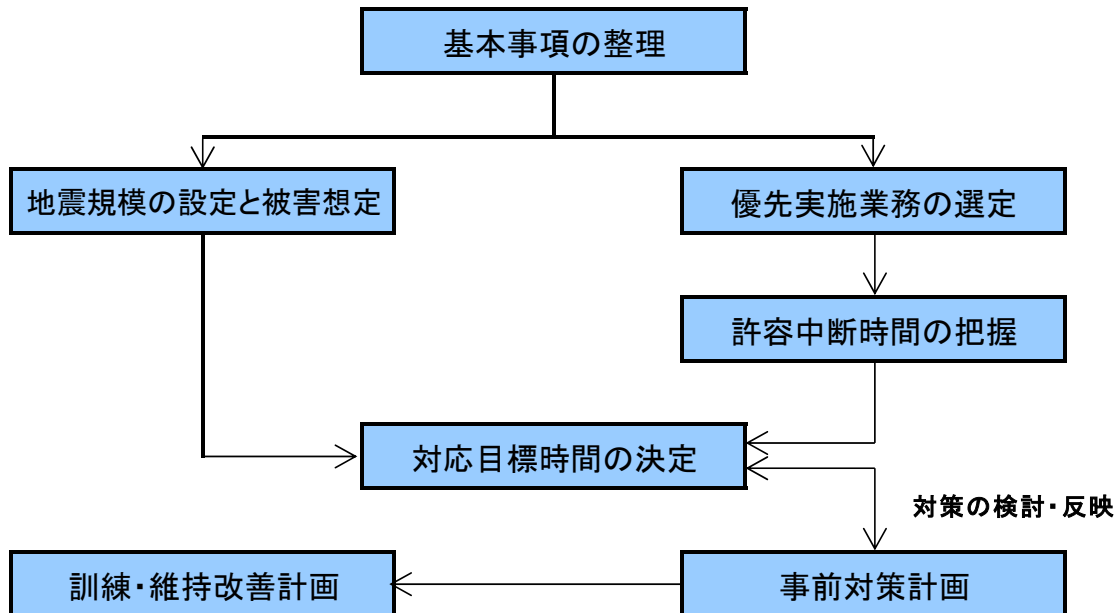 基本事項の整理
地震規模の設定と被害想定
優先実施業務の選定
許容中断時間の把握
対応目標時間の決定
対策の検討・反映
訓練・維持改善計画
事前対策計画